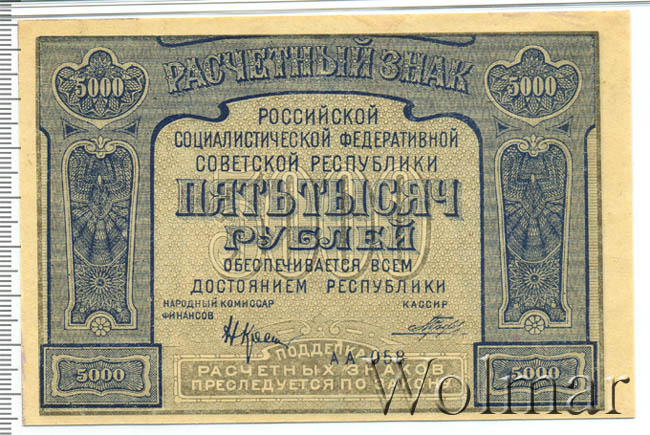 5000 РАСЧЕТНЫЙ ЗНАК 5000
РОССИЙСКОЙ
СОЦИАЛИСТИЧЕСКОЙ ФЕДЕРАТИВНОЙ
СОВЕТСКОЙ РЕСПУБЛИКИ
5000
ПЯТЬ ТЫСЯЧ
РУБЛЕЙ
ОБЕСПЕЧИВАЕТСЯ ВСЕМ
ДОСТОЯНИЕМ РЕСПУБЛИКИ
НАРОДНЫЙ КОМИССАР
ФИНАНСОВ
КАССИР
ПОДДЕЛКА
АА-058
РАСЧЕТНЫХ ЗНАКОВ
ПРЕСЛЕДУЕТСЯ ПО ЗАКОНУ
5000
5000
Wolmar